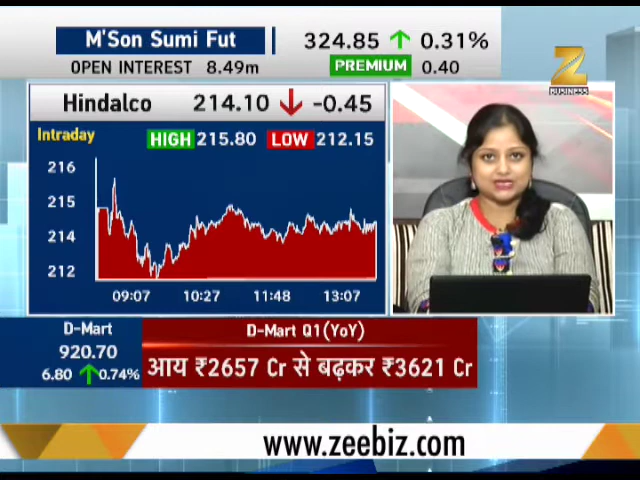 M'Son Sumi Fut
324.85 0.31%
OPEN INTEREST 8.49m
PREMIUM 0.40
Z
BUSINESS
Hindalco 214.10 -0.45
Intraday HIGH 215.80 LOW 212.15
216
215
214
212
09:07 10:27 11:48 13:07
D-Mart
920.70
6.80 0.74%
D-Mart Q1(YoY)
आय ₹2657 Cr से बढ़कर ₹3621 Cr
www.zeebiz.com